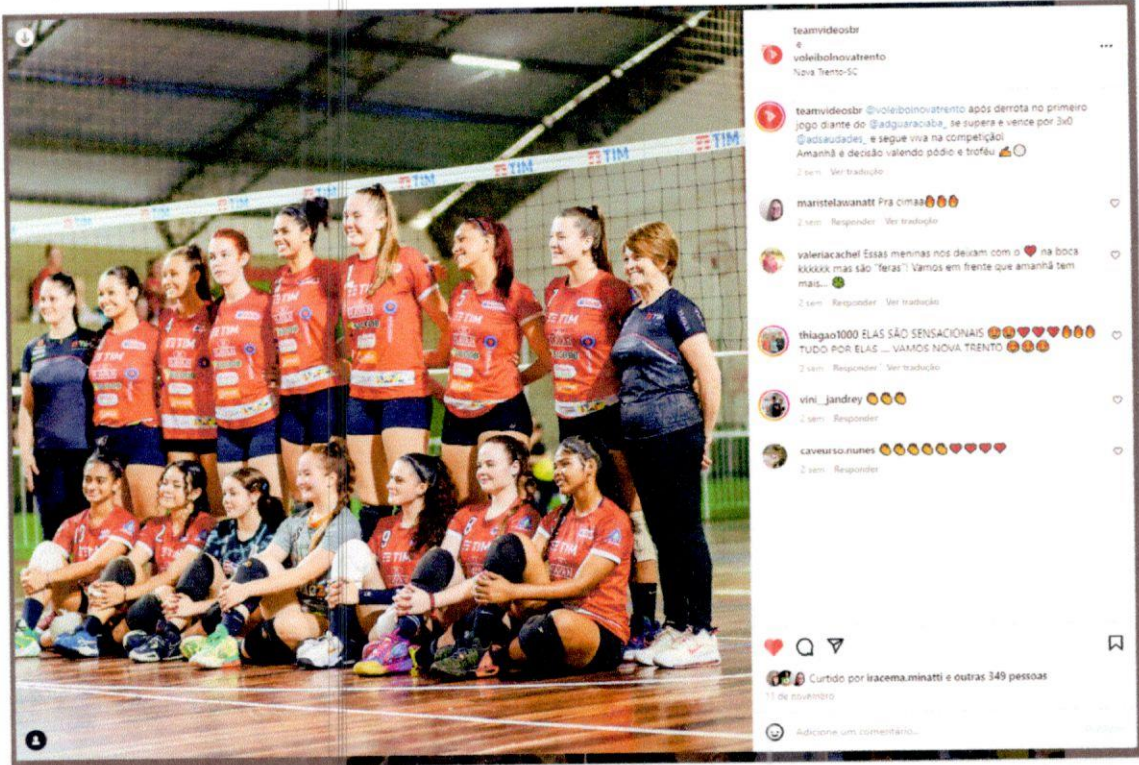 teamvideosbr
e
voleibolnovatrento
Nova Trento-SC
teamvideosbr @voleibolnovatrento após derrota no primeiro
jogo diante do @adguaraciaba_ se supera e vence por 3x0
@adsaudades_ e segue viva na competição!
Amanhã e decisão valendo pódio e troféu
2 sem Ver tradução
maristelawanatt Pra cimaa🔥🔥🔥
2 sem Responder Ver tradução
valeriacachel Essas meninas nos deixam com o ❤️ na boca
kkkkkk mas são "feras"! Vamos em frente que amanhã tem
mais...
2 sem Responder Ver tradução
thiagao1000 ELAS SÃO SENSACIONAIS
TUDO POR ELAS .... VAMOS NOVA TRENTO
2 sem Responder Ver tradução
vini__jandrey 👏👏👏
2 sem Responder
caveurso.nunes 👏👏👏👏👏❤️❤️❤️❤️
2 sem Responder
Curtido por iracema.minatti e outras 349 pessoas
de novembro
Adicione um comentário...
TIM
TIM
TIM
TIM
TIM